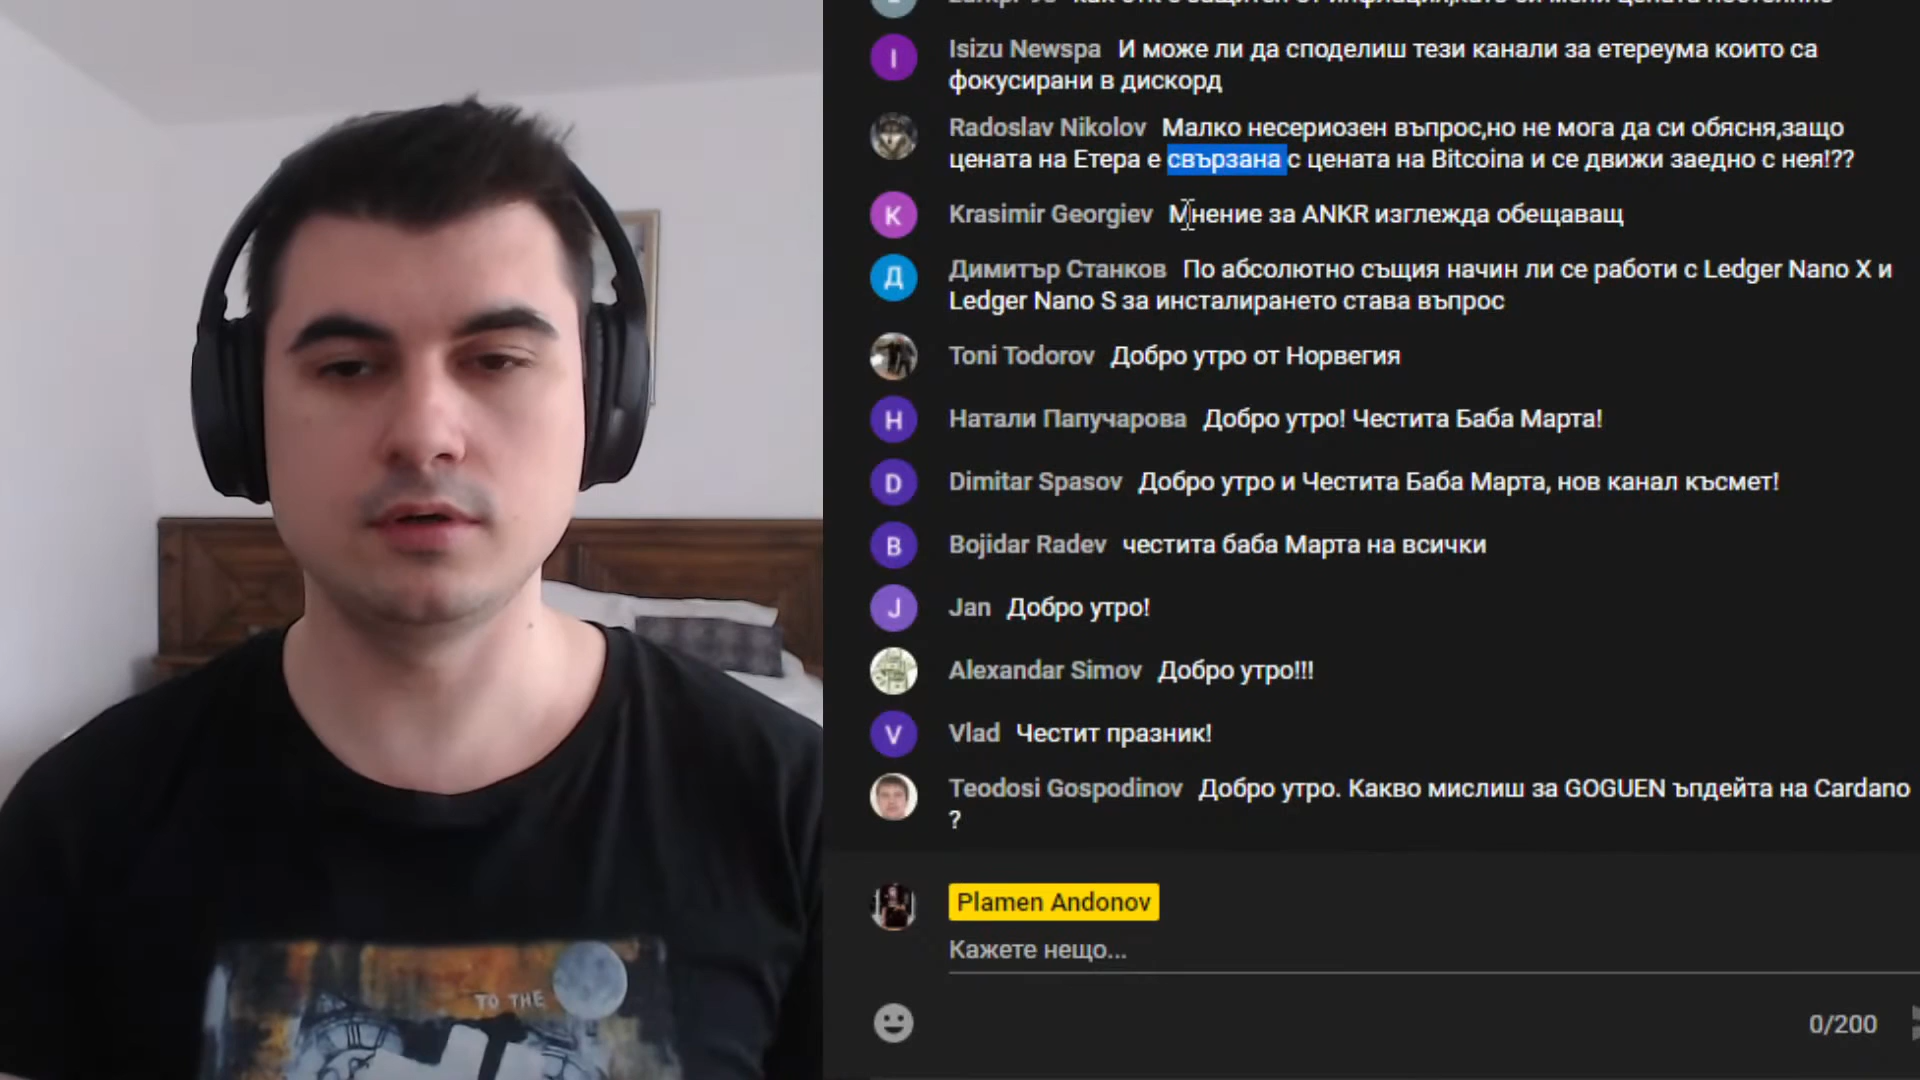 Isizu Newspa И може ли да споделиш тези канали за етереума които са
фокусирани в дискорд
Radoslav Nikolov Малко несериозен въпрос,но не мога да си обясня,защо
цената на Етера е свързана с цената на Bitcoina и се движи заедно с нея!??
Krasimir Georgiev Мнение за ANKR изглежда обещаващ
Димитър Станков По абсолютно същия начин ли се работи с Ledger Nano X и
Ledger Nano S за инсталирането става въпрос
Toni Todorov Добро утро от Норвегия
Натали Папучарова Добро утро! Честита Баба Марта!
Dimitar Spasov Добро утро и Честита Баба Марта, нов канал късмет!
Bojidar Radev честита баба Марта на всички
Jan Добро утро!
Alexandar Simov Добро утро!!!
Vlad Честит празник!
Teodosi Gospodinov Добро утро. Какво мислиш за GOGUEN ъпдейта на Cardano
?
Plamen Andonov
Кажете нещо...
0/200
I
K
Д
Н
D
B
J
V
TO THE